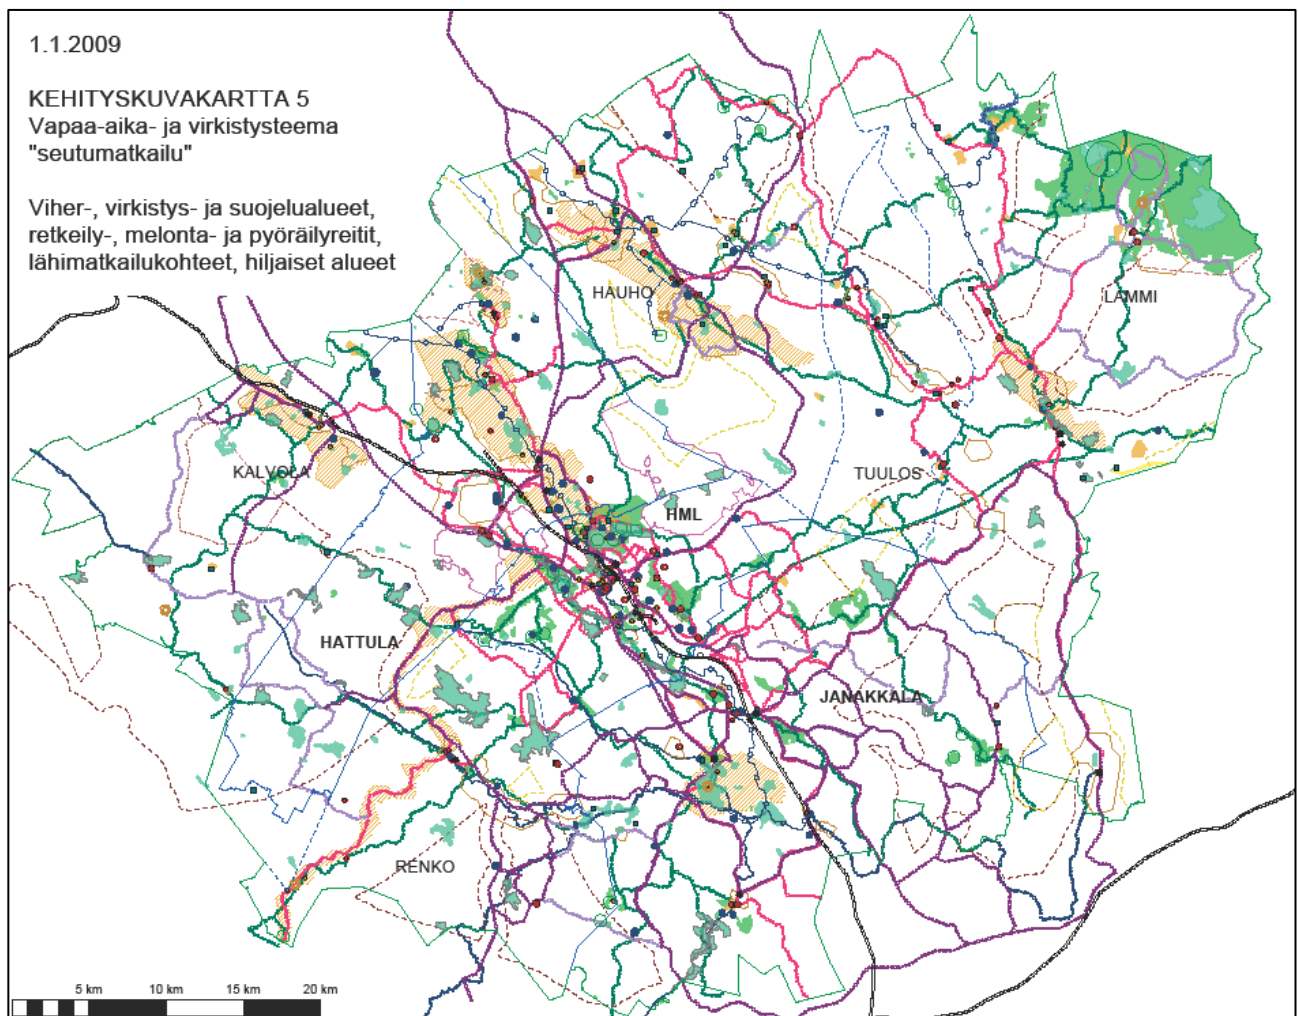 1.1.2009
KEHITYSKUVAKARTTA 5
Vapaa-aika- ja virkistysteema
"seutumatkailu"
Viher-, virkistys- ja suojelualueet,
retkeily-, melonta- ja pyöräilyreitit,
lähimatkailukohteet, hiljaiset alueet
HAUHO
LAMMI
KALVOLA
TUULOS
HML
HATTULA
JANAKKALA
RENKO
5 km 10 km 15 km 20 km